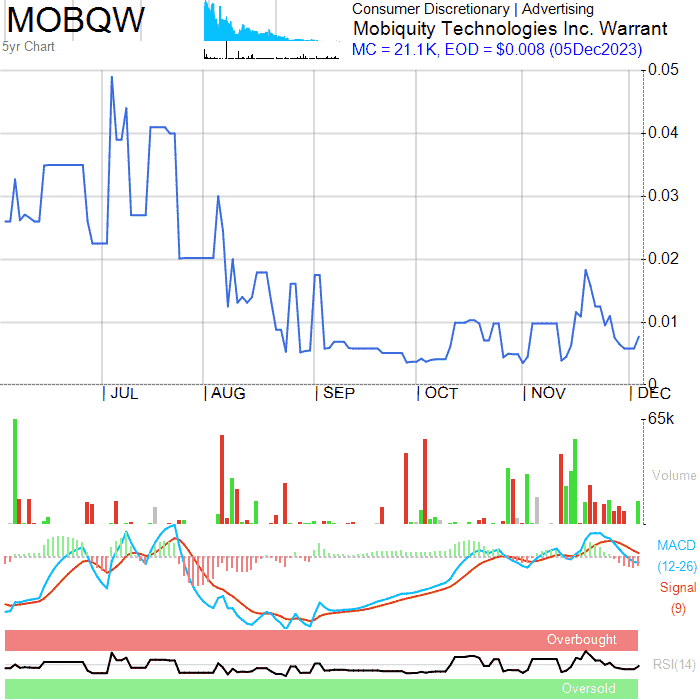 MOBQW
5yr Chart
Consumer Discretionary | Advertising
Mobiquity Technologies Inc. Warrant
MC = 21.1K, EOD = $0.008 (05Dec2023)
0.05
0.04
0.03
0.02
0.01
0
| JUL | AUG | SEP | OCT | NOV | DEC
65k
Volume
MACD
(12-26)
Signal
(9)
Overbought
RSI(14)
Oversold